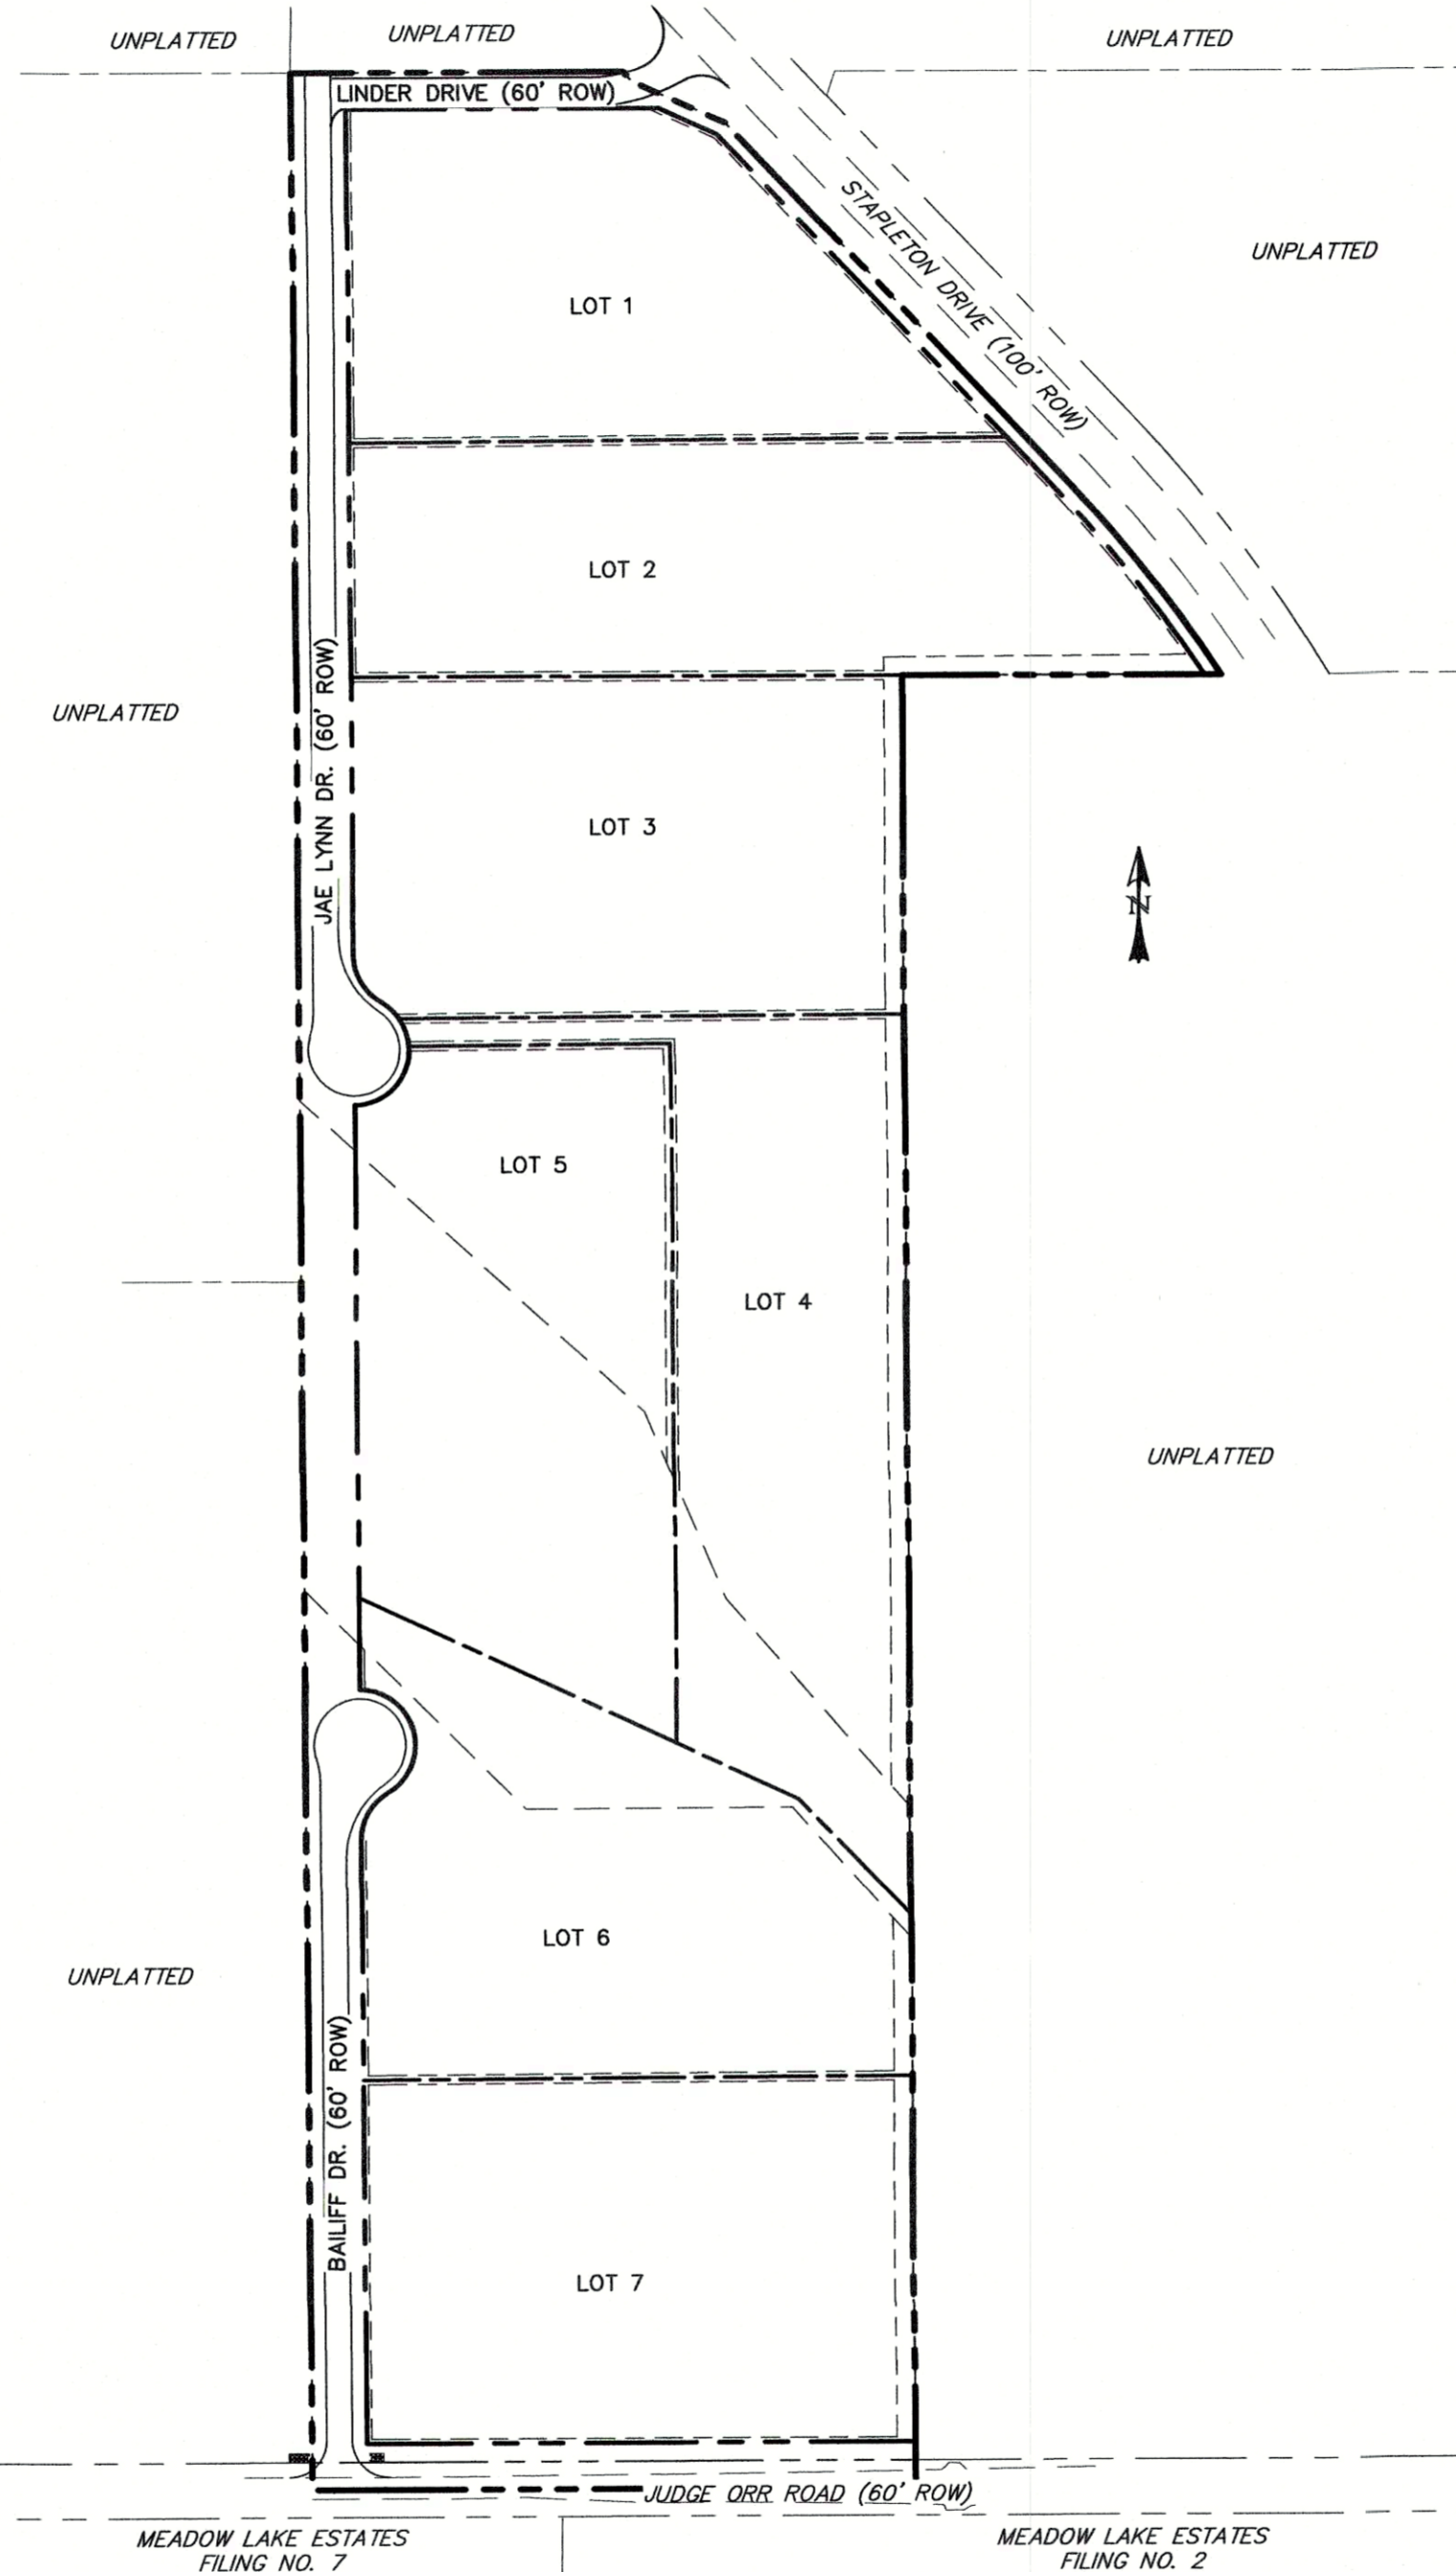 UNPLATTED
UNPLATTED
UNPLATTED
LINDER DRIVE (60' ROW)
STAPLETON DRIVE (100' ROW)
UNPLATTED
LOT 1
LOT 2
JAE LYNN DR. (60' ROW)
UNPLATTED
LOT 3
N
LOT 5
LOT 4
UNPLATTED
LOT 6
UNPLATTED
BAILIFF DR. (60' ROW)
LOT 7
JUDGE ORR ROAD (60' ROW)
MEADOW LAKE ESTATES
FILING NO. 7
MEADOW LAKE ESTATES
FILING NO. 2